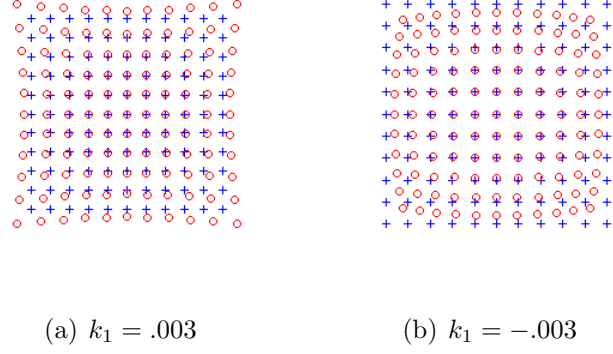 (a) k₁ = .003
(b) k₁ = −.003